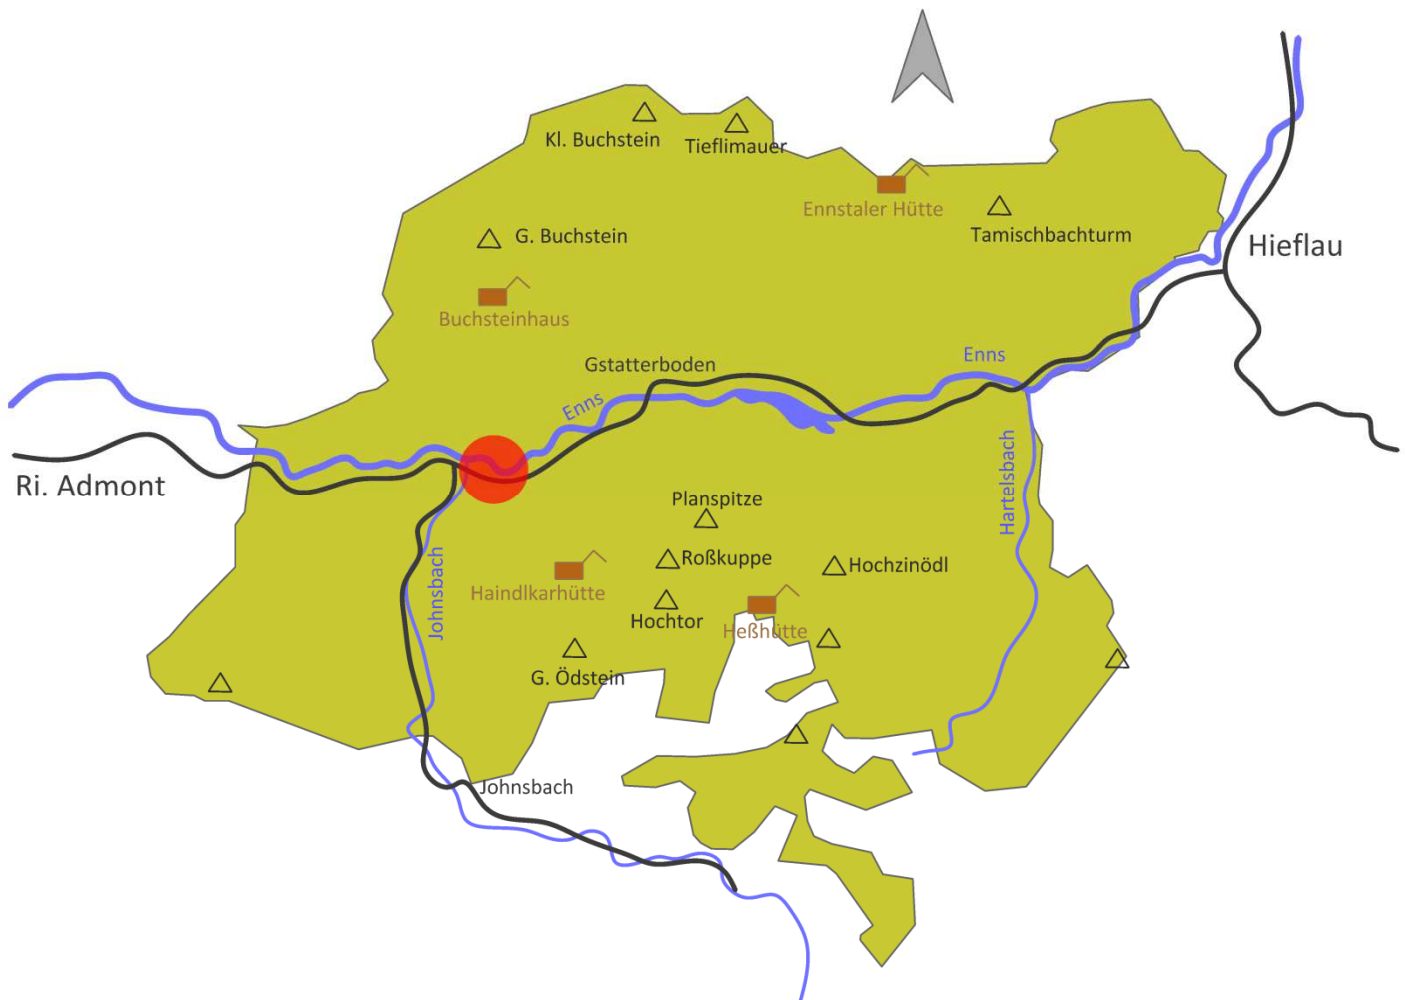 Kl. Buchstein
Tieflimauer
Ennstaler Hütte
G. Buchstein
Tamischbachturm
Hieflau
Buchsteinhaus
Gstatterboden
Enns
Enns
Ri. Admont
Hartelsbach
Planspitze
Roßkuppe
Hochzinödl
Johnsbach
Haindlkarhütte
Hochtor
Heßhütte
G. Ödstein
Johnsbach